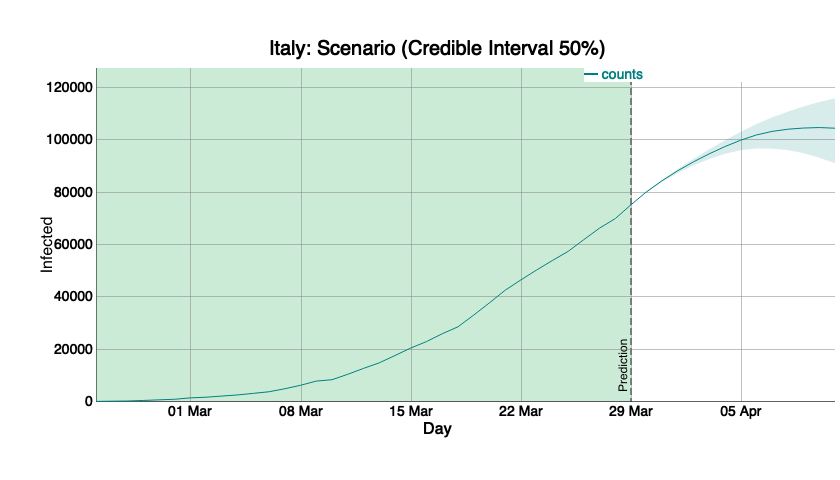 Italy: Scenario (Credible Interval 50%)
counts
120000
100000
80000
60000
40000
20000
0
Infected
Prediction
01 Mar
08 Mar
15 Mar
22 Mar
29 Mar
05 Apr
Day